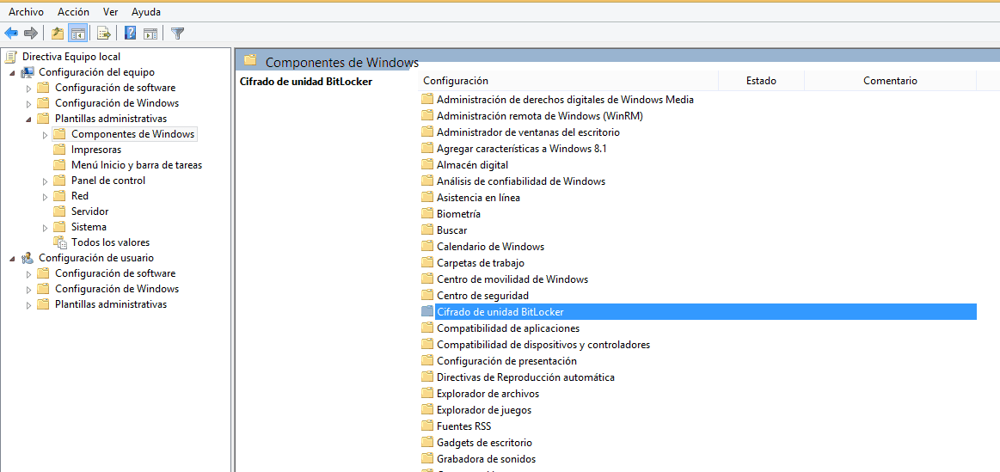 Archivo Acción Ver Ayuda
Directiva Equipo local
Configuración del equipo
Configuración de software
Configuración de Windows
Plantillas administrativas
Componentes de Windows
Impresoras
Menú Inicio y barra de tareas
Panel de control
Red
Servidor
Sistema
Todos los valores
Configuración de usuario
Configuración de software
Configuración de Windows
Plantillas administrativas
Componentes de Windows
Cifrado de unidad BitLocker
Configuración Estado Comentario
Administración de derechos digitales de Windows Media
Administración remota de Windows (WinRM)
Administrador de ventanas del escritorio
Agregar características a Windows 8.1
Almacén digital
Análisis de confiabilidad de Windows
Asistencia en línea
Biometría
Buscar
Calendario de Windows
Carpetas de trabajo
Centro de movilidad de Windows
Centro de seguridad
Cifrado de unidad BitLocker
Compatibilidad de aplicaciones
Compatibilidad de dispositivos y controladores
Configuración de presentación
Directivas de Reproducción automática
Explorador de archivos
Explorador de juegos
Fuentes RSS
Gadgets de escritorio
Grabadora de sonidos